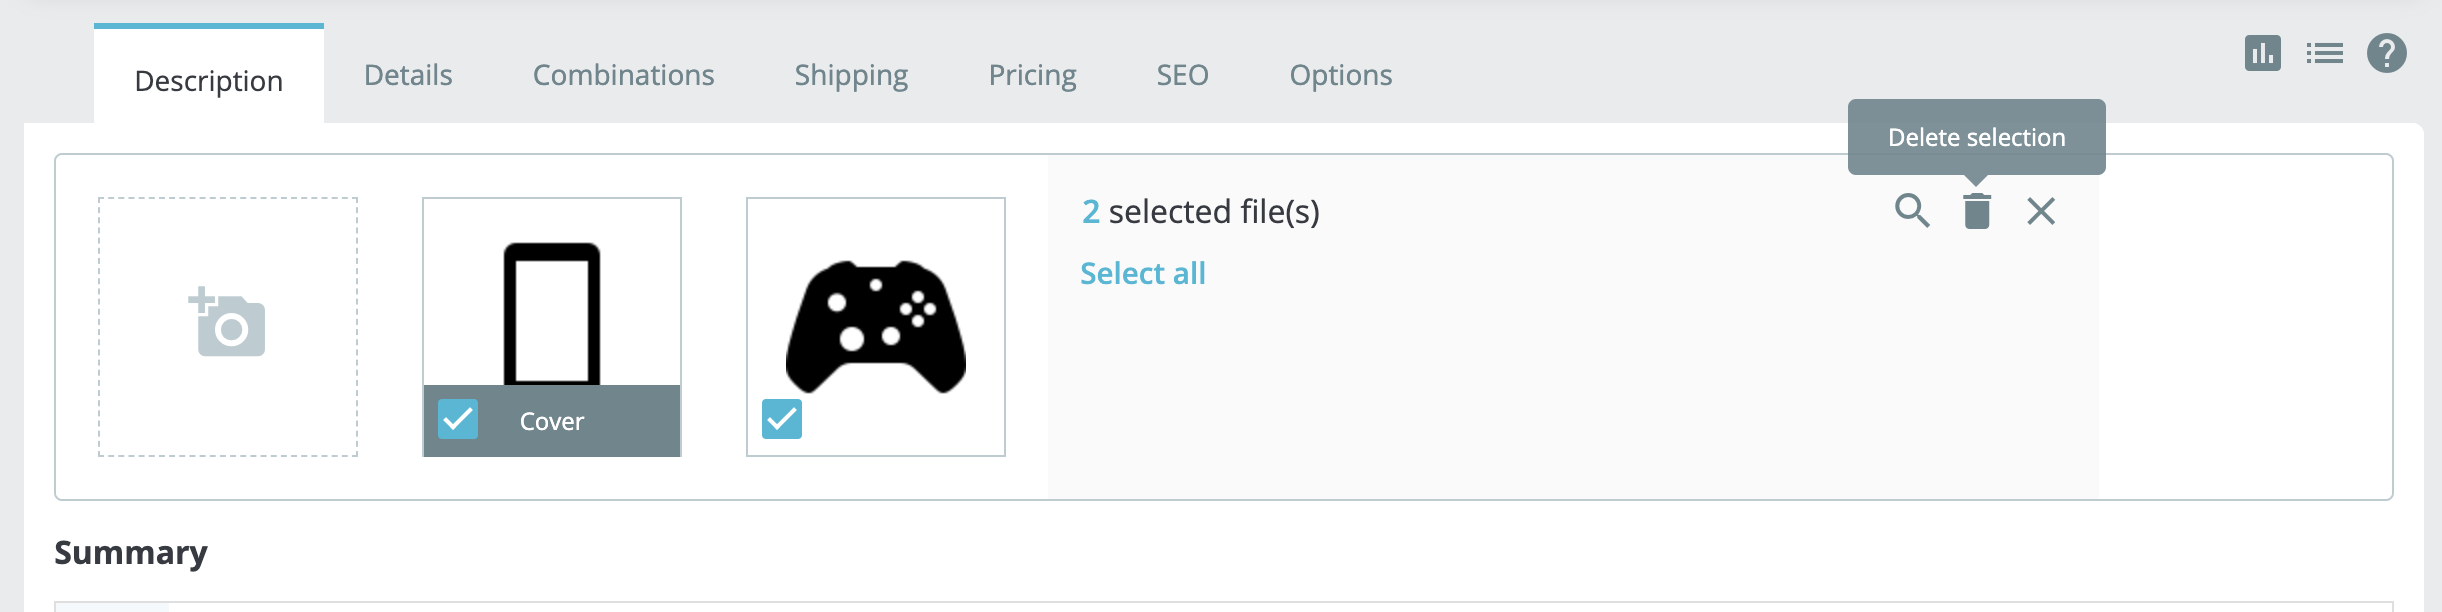 Description
Details
Combinations
Shipping
Pricing
SEO
Options
Delete selection
2 selected file(s)
Select all
Cover
Summary